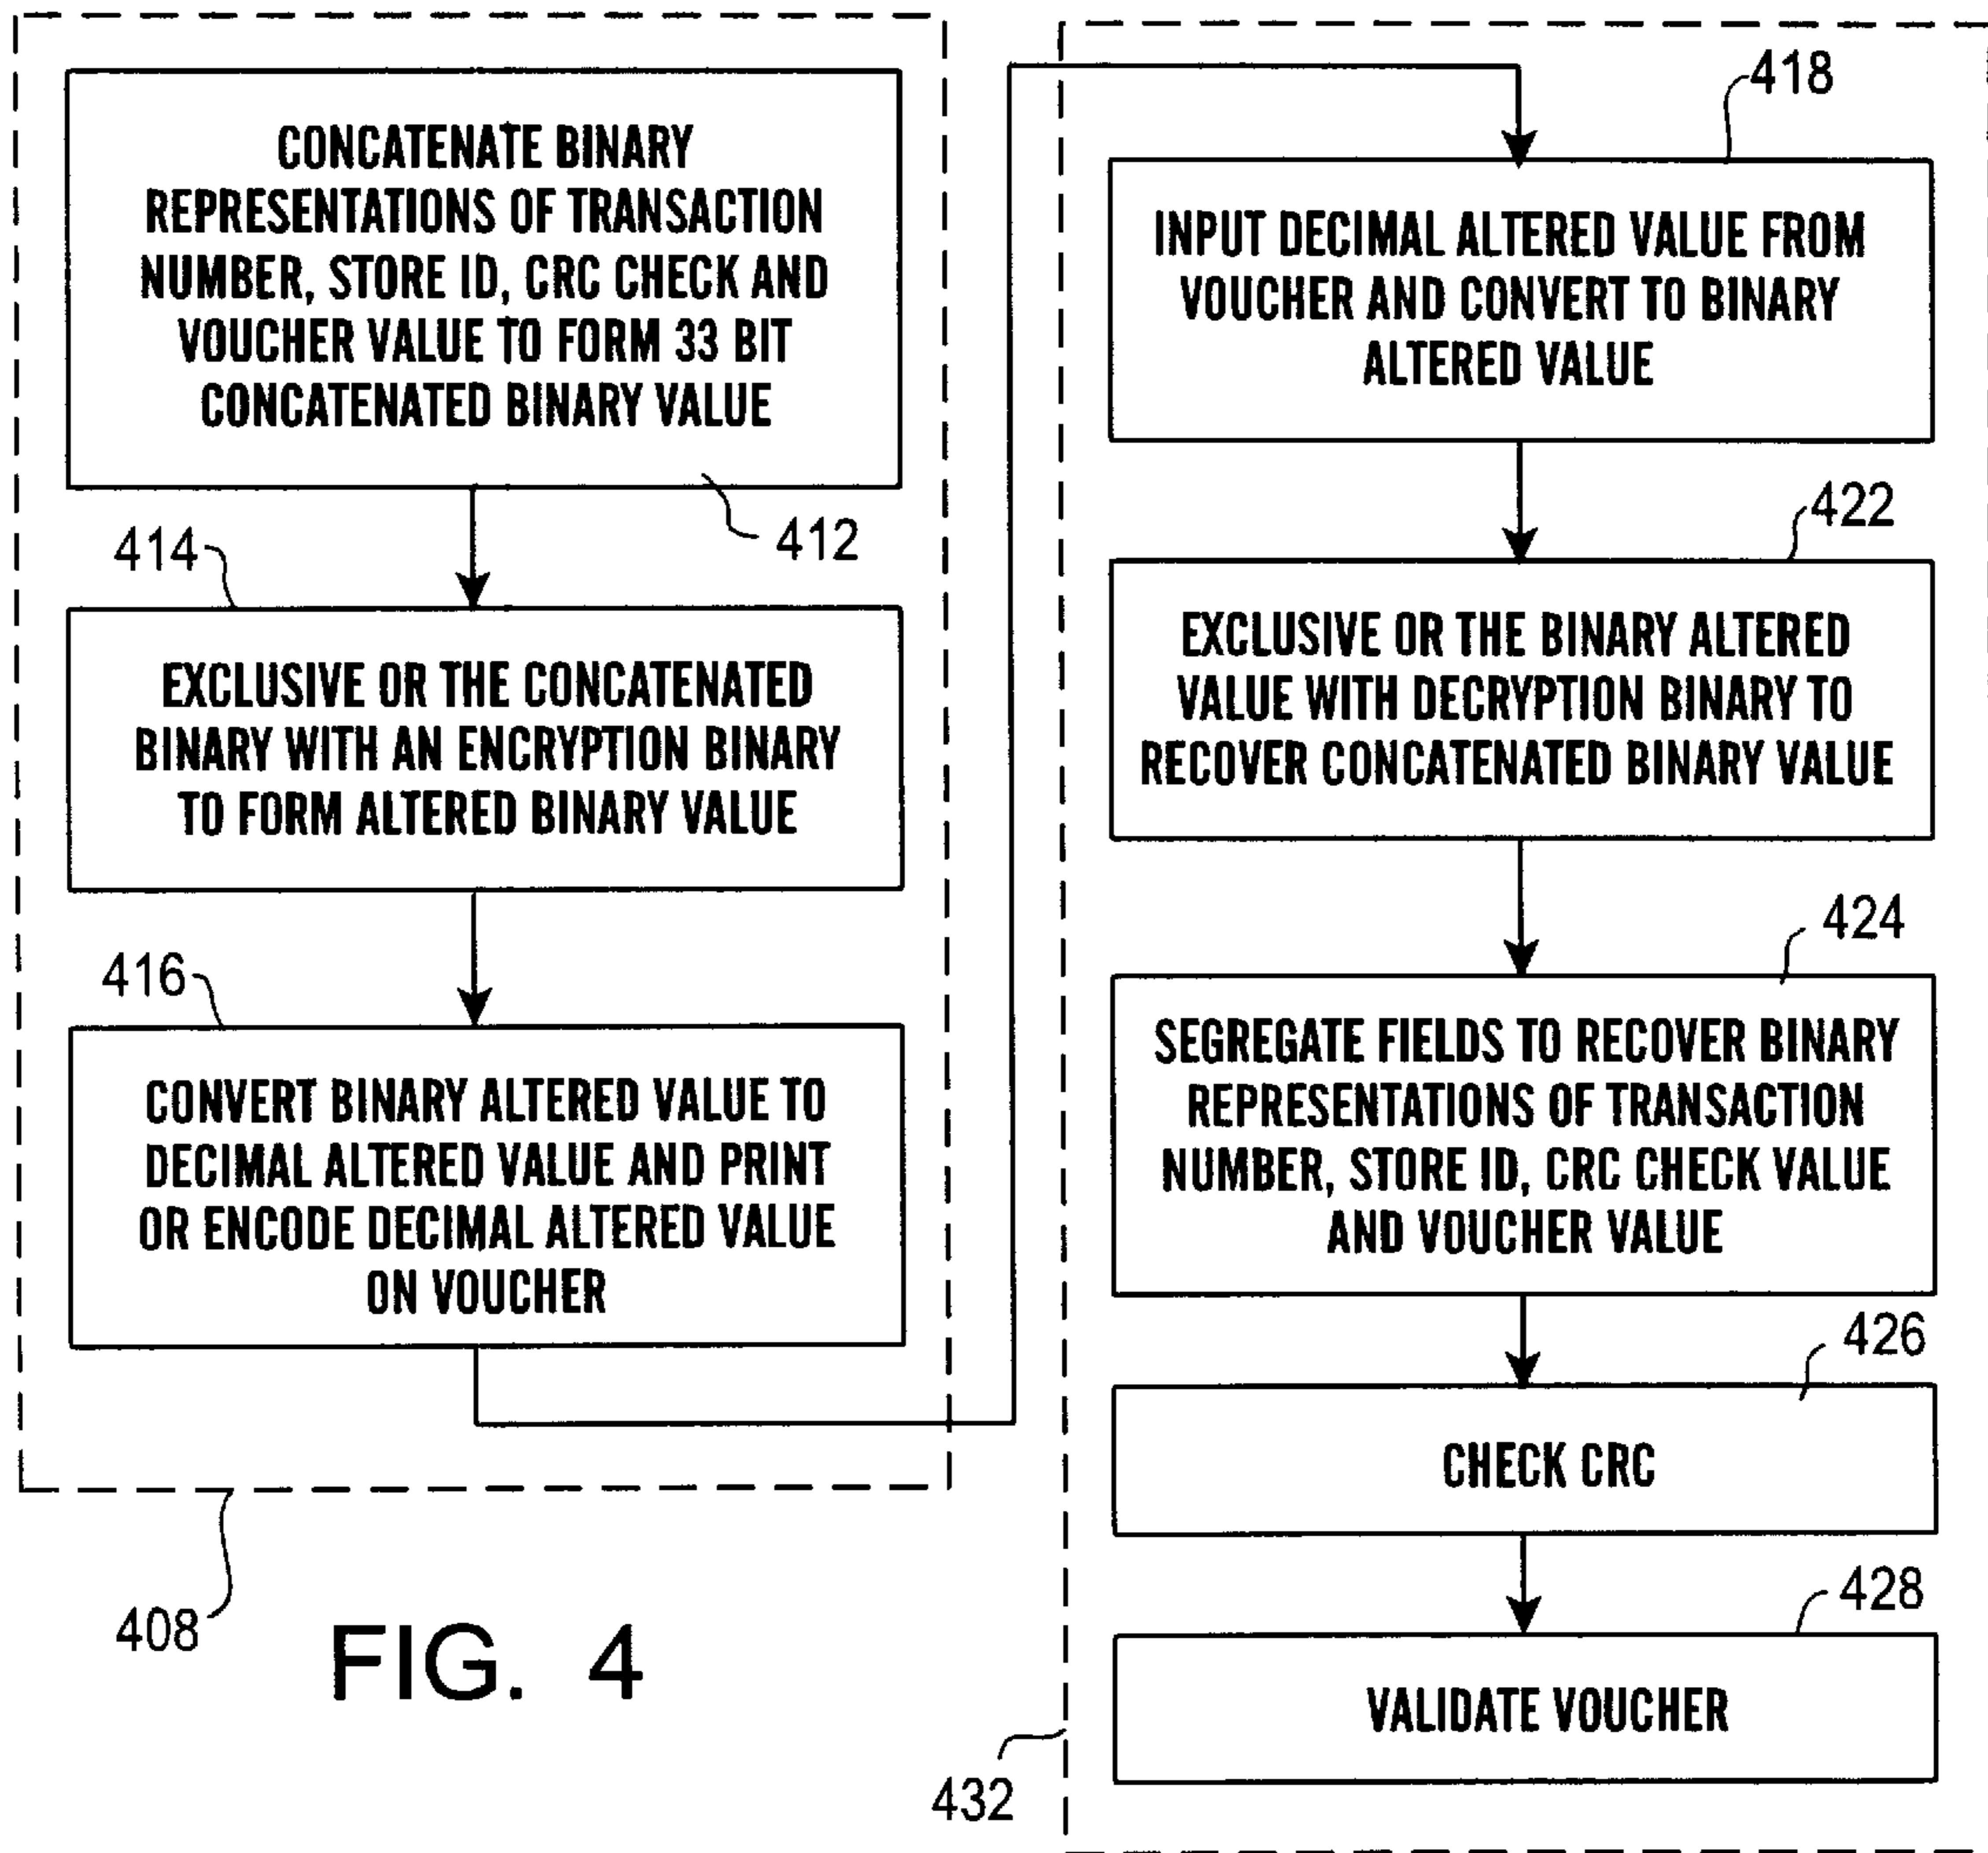 CONCATENATE BINARY
REPRESENTATIONS OF TRANSACTION
NUMBER, STORE ID, CRC CHECK AND
VOUCHER VALUE TO FORM 33 BIT
CONCATENATED BINARY VALUE
412
414
EXCLUSIVE OR THE CONCATENATED
BINARY WITH AN ENCRYPTION BINARY
TO FORM ALTERED BINARY VALUE
416
CONVERT BINARY ALTERED VALUE TO
DECIMAL ALTERED VALUE AND PRINT
OR ENCODE DECIMAL ALTERED VALUE
ON VOUCHER
408
FIG. 4
418
INPUT DECIMAL ALTERED VALUE FROM
VOUCHER AND CONVERT TO BINARY
ALTERED VALUE
422
EXCLUSIVE OR THE BINARY ALTERED
VALUE WITH DECRYPTION BINARY TO
RECOVER CONCATENATED BINARY VALUE
424
SEGREGATE FIELDS TO RECOVER BINARY
REPRESENTATIONS OF TRANSACTION
NUMBER, STORE ID, CRC CHECK VALUE
AND VOUCHER VALUE
426
CHECK CRC
428
VALIDATE VOUCHER
432